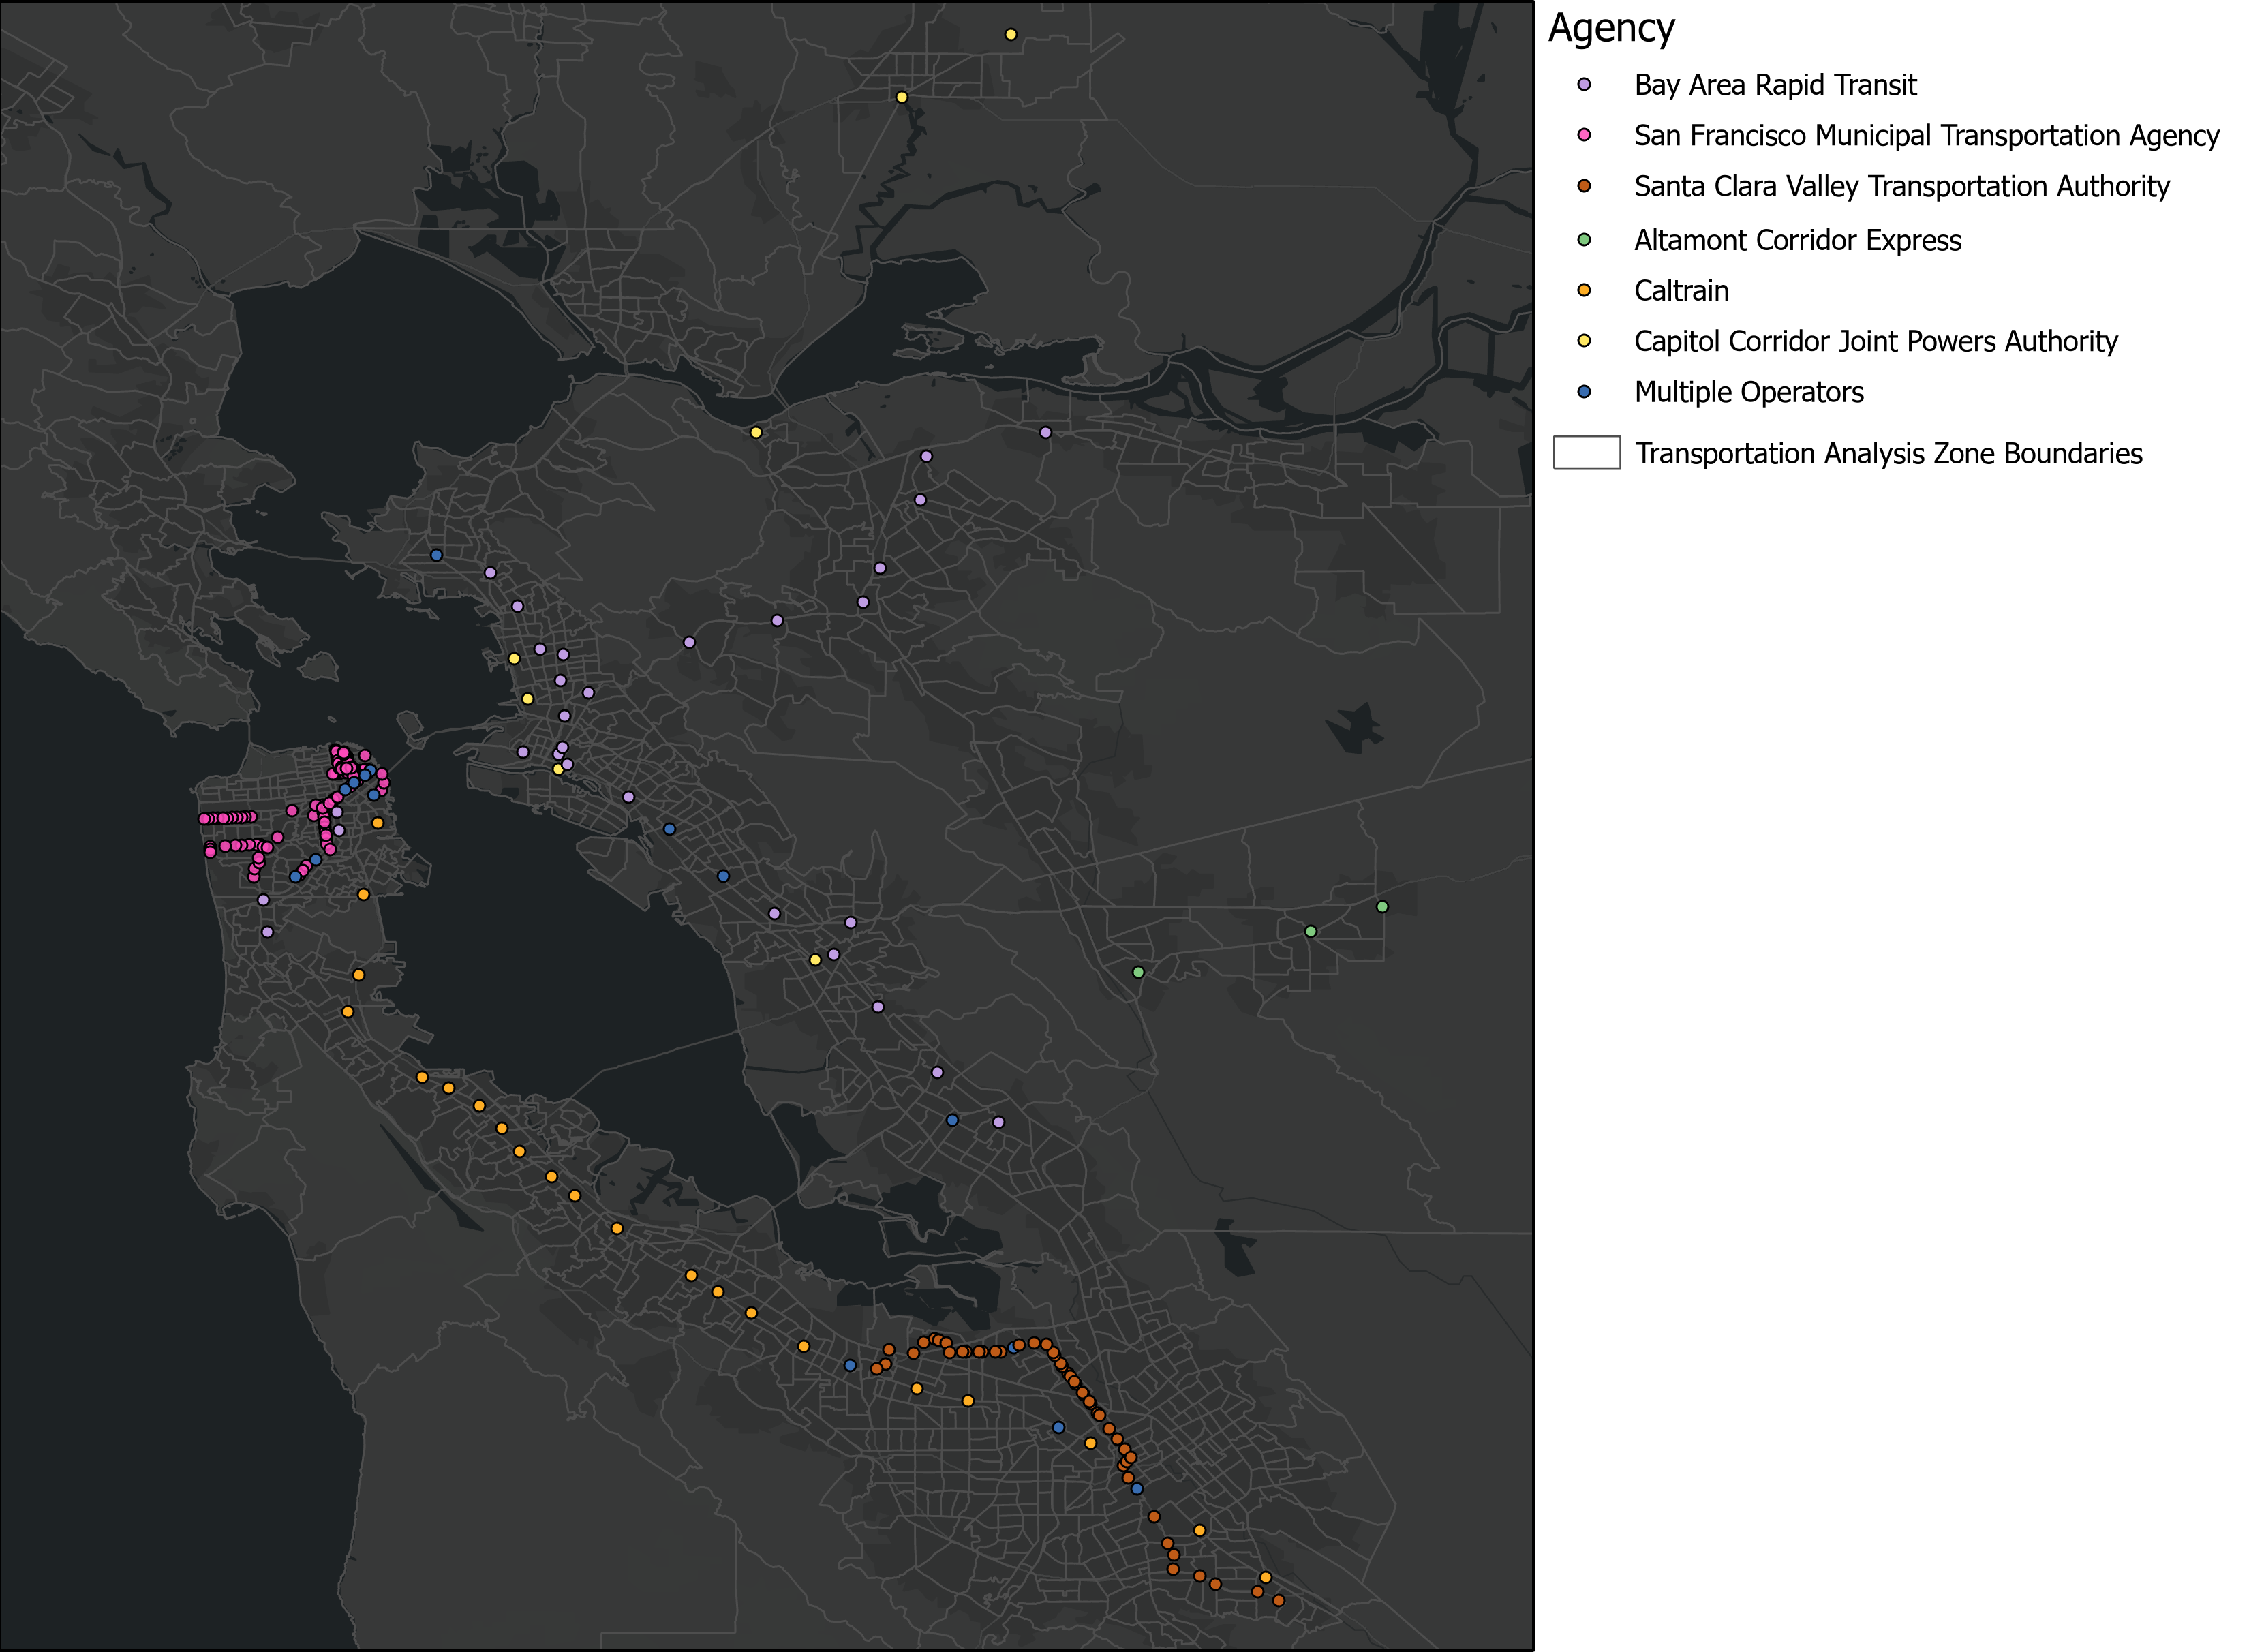 Agency
Bay Area Rapid Transit
San Francisco Municipal Transportation Agency
Santa Clara Valley Transportation Authority
Altamont Corridor Express
Caltrain
Capitol Corridor Joint Powers Authority
Multiple Operators
Transportation Analysis Zone Boundaries